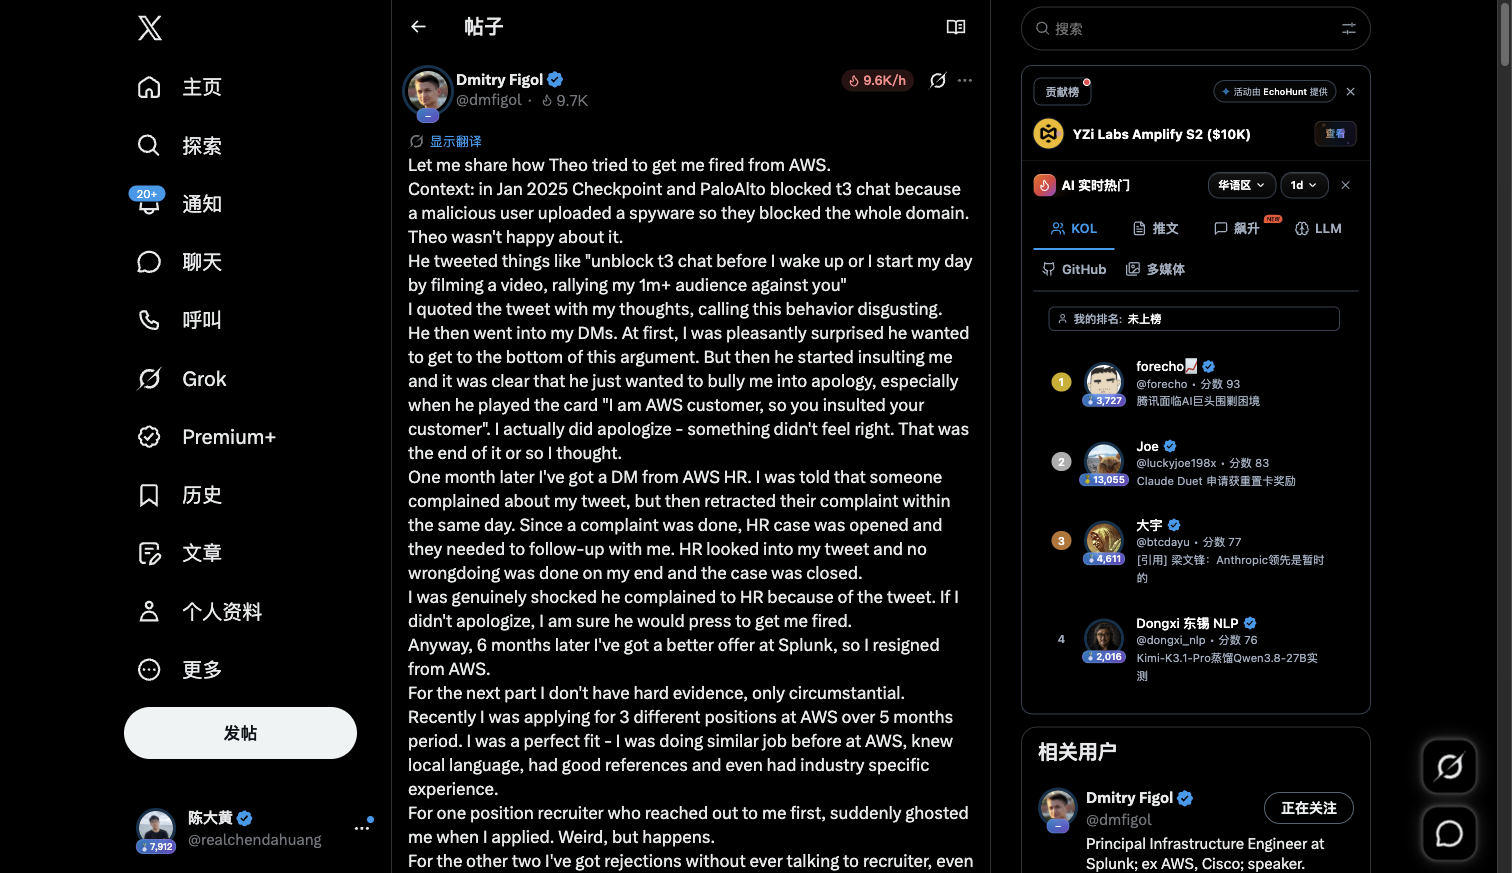 主页
探索
20+
通知
聊天
呼叫
Grok
Premium+
历史
文章
个人资料
更多
发帖
陈大黄
7,912
@realchendahuang
帖子
Dmitry Figol
@dmfigol · 9.7K
9.6K/h
显示翻译
Let me share how Theo tried to get me fired from AWS.
Context: in Jan 2025 Checkpoint and PaloAlto blocked t3 chat because
a malicious user uploaded a spyware so they blocked the whole domain.
Theo wasn't happy about it.
He tweeted things like "unblock t3 chat before I wake up or I start my day
by filming a video, rallying my 1m+ audience against you"
I quoted the tweet with my thoughts, calling this behavior disgusting.
He then went into my DMs. At first, I was pleasantly surprised he wanted
to get to the bottom of this argument. But then he started insulting me
and it was clear that he just wanted to bully me into apology, especially
when he played the card "I am AWS customer, so you insulted your
customer". I actually did apologize - something didn't feel right. That was
the end of it or so I thought.
One month later I've got a DM from AWS HR. I was told that someone
complained about my tweet, but then retracted their complaint within
the same day. Since a complaint was done, HR case was opened and
they needed to follow-up with me. HR looked into my tweet and no
wrongdoing was done on my end and the case was closed.
I was genuinely shocked he complained to HR because of the tweet. If I
didn't apologize, I am sure he would press to get me fired.
Anyway, 6 months later I've got a better offer at Splunk, so I resigned
from AWS.
For the next part I don't have hard evidence, only circumstantial.
Recently I was applying for 3 different positions at AWS over 5 months
period. I was a perfect fit - I was doing similar job before at AWS, knew
local language, had good references and even had industry specific
experience.
For one position recruiter who reached out to me first, suddenly ghosted
me when I applied. Weird, but happens.
For the other two I've got rejections without ever talking to recruiter, even
搜索
贡献榜
活动由 EchoHunt 提供
YZi Labs Amplify S2 ($10K)
查看
AI 实时热门
华语区
1d
KOL
推文
飙升
NEW
LLM
GitHub
多媒体
我的排名: 未上榜
1
3,727
forecho
@forecho · 分数 93
腾讯面临AI巨头围剿困境
2
13,055
Joe
@luckyjoe198x · 分数 83
Claude Duet 申请获重置卡奖励
3
4,611
大宇
@btcdayu · 分数 77
[引用] 梁文锋：Anthropic领先是暂时
的
4
2,016
Dongxi 东锡 NLP
@dongxi_nlp · 分数 76
Kimi-K3.1-Pro蒸馏Qwen3.8-27B实
测
相关用户
Dmitry Figol
@dmfigol
正在关注
Principal Infrastructure Engineer at
Splunk; ex AWS, Cisco; speaker.